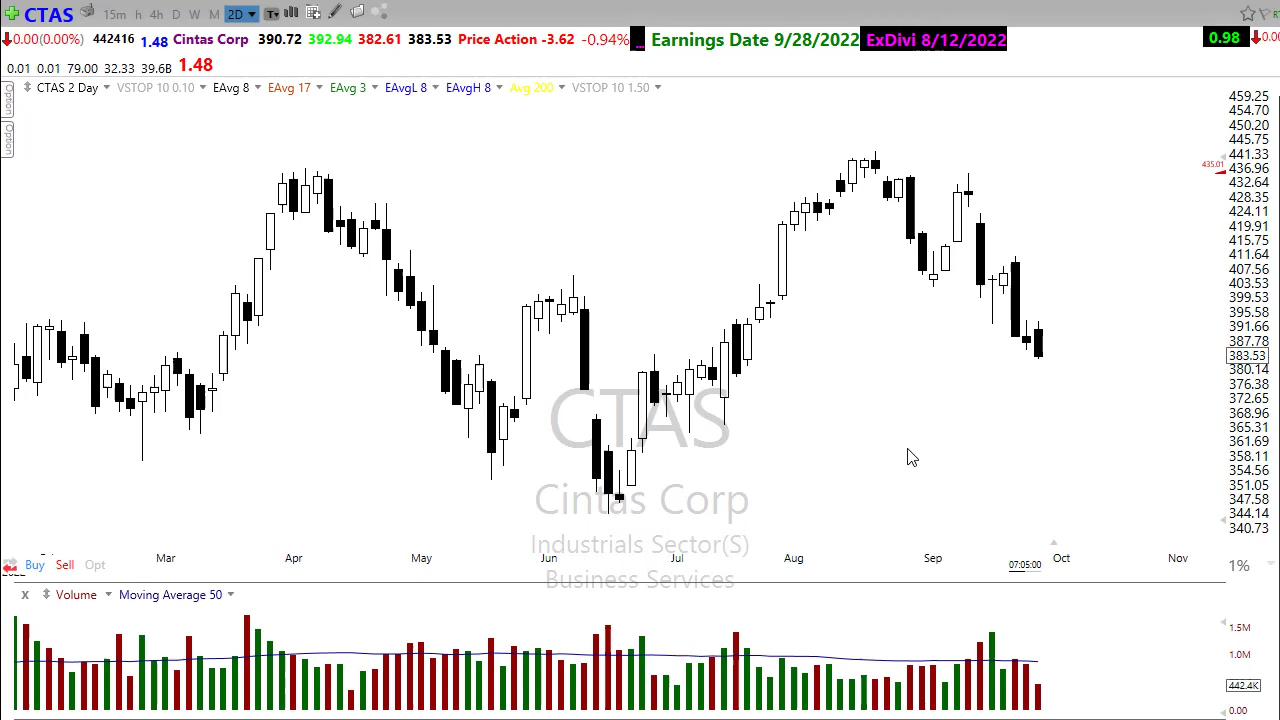 CTAS 15m h 4h D W M 2D T
0.00(0.00%) 442416 1.48 Cintas Corp 390.72 392.94 382.61 383.53 Price Action -3.62 -0.94% ... Earnings Date 9/28/2022 ExDivi 8/12/2022 0.98
0.01 0.01 79.00 32.33 39.6B 1.48
CTAS 2 Day VSTOP 10 0.10 EAvg 8 EAvg 17 EAvg 3 EAvgL 8 EAvgH 8 Avg 200 VSTOP 10 1.50
Option
Option
459.25
454.70
450.20
445.75
441.33
435.01
436.96
432.64
428.35
424.11
419.91
415.75
411.64
407.56
403.53
399.53
395.58
391.66
387.78
383.53
380.14
376.38
372.65
368.96
365.31
361.69
358.11
354.56
351.05
347.58
344.14
340.73
CTAS
Cintas Corp
Industrials Sector(S)
Business Services
Mar Apr May Jun Jul Aug Sep Oct Nov
07:05:00
Buy Sell Opt
1%
x Volume Moving Average 50
1.5M
1.0M
442.4K
0.00